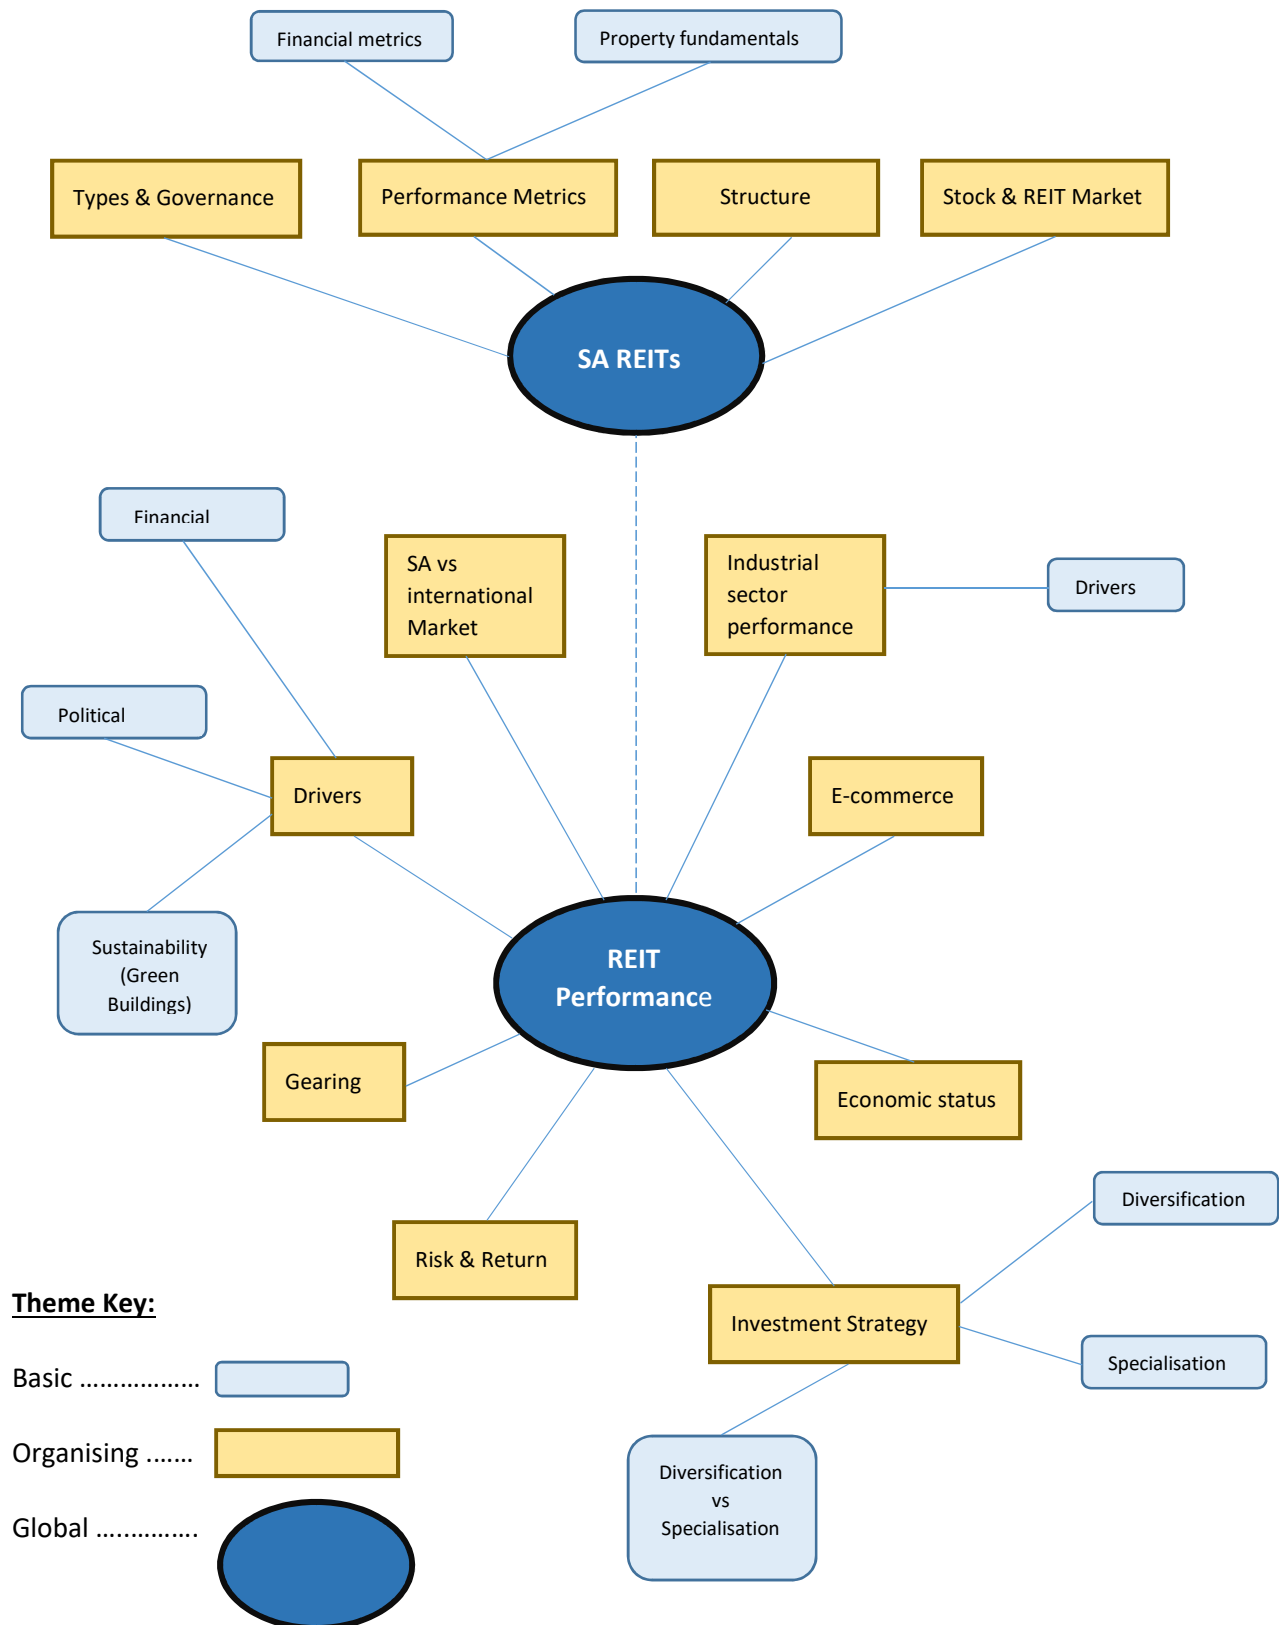 Financial metrics
Property fundamentals
Types & Governance
Performance Metrics
Structure
Stock & REIT Market
SA REITs
Financial
SA vs
international
Market
Industrial
sector
performance
Drivers
Political
Drivers
E-commerce
Sustainability
(Green
Buildings)
REIT
Performance
Gearing
Economic status
Risk & Return
Diversification
Investment Strategy
Specialisation
Diversification
vs
Specialisation
Theme Key:
Basic ………………
Organising .……
Global …..………